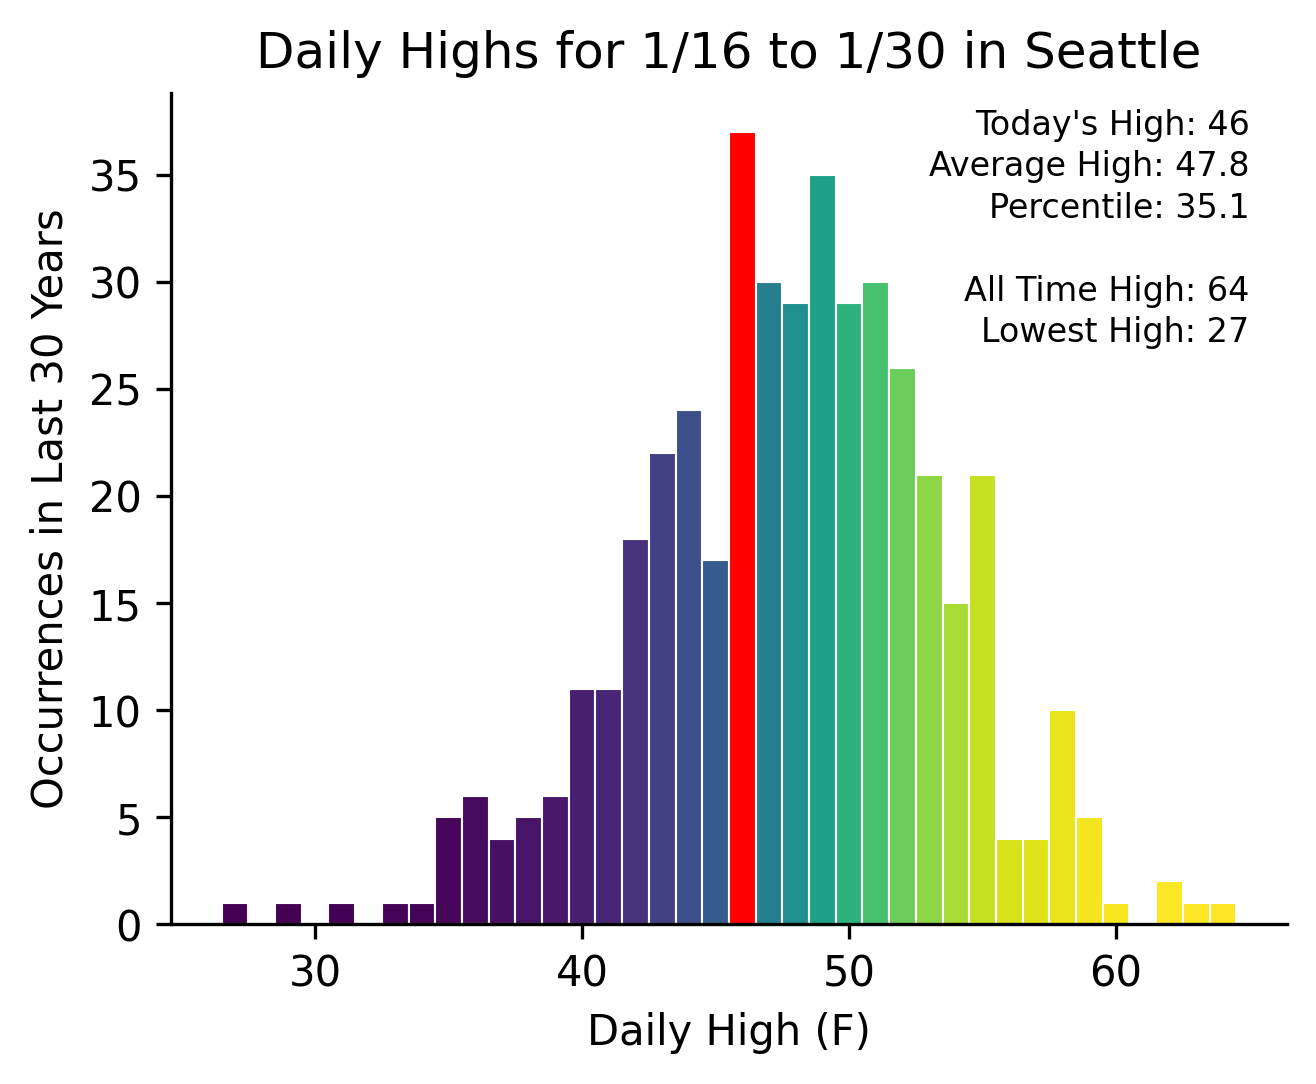 Daily Highs for 1/16 to 1/30 in Seattle
Today's High: 46
Average High: 47.8
Percentile: 35.1
All Time High: 64
Lowest High: 27
Occurrences in Last 30 Years
35
30
25
20
15
10
5
0
30
40
50
60
Daily High (F)